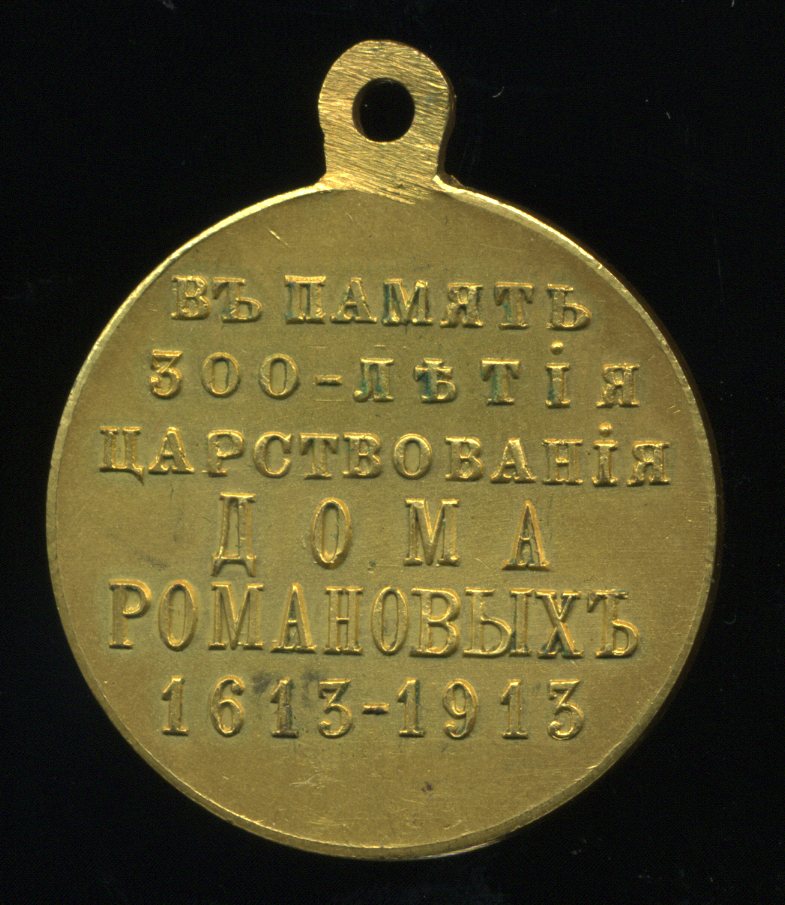 ВЪ ПАМЯТЬ
300-ЛѢТІЯ
ЦАРСТВОВАНІЯ
ДОМА
РОМАНОВЫХЪ
1613-1913